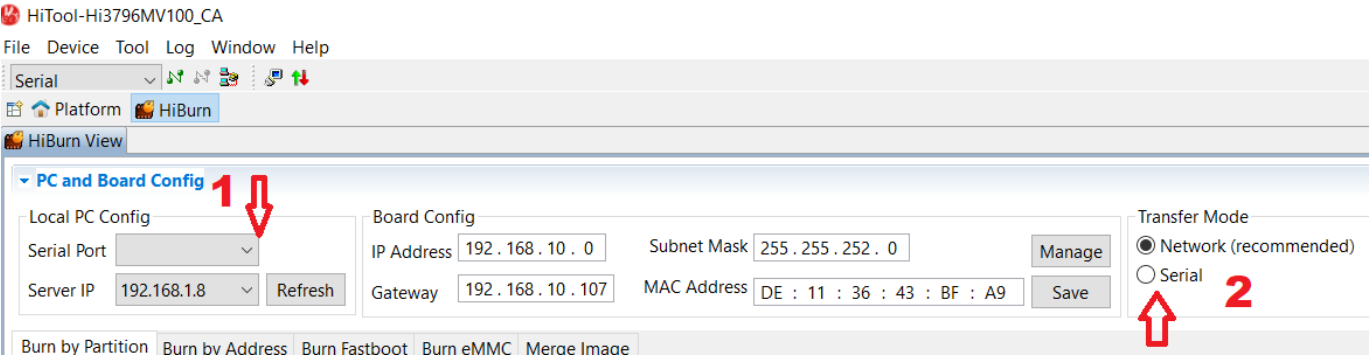 HiTool-Hi3796MV100_CA
File Device Tool Log Window Help
Serial
Platform HiBurn
HiBurn View
PC and Board Config 1
Local PC Config Board Config Transfer Mode
Serial Port IP Address 192 . 168 . 10 . 0 Subnet Mask 255 . 255 . 252 . 0 Manage Network (recommended)
Serial 2
Server IP 192.168.1.8 Refresh Gateway 192 . 168 . 10 . 107 MAC Address DE : 11 : 36 : 43 : BF : A9 Save
Burn by Partition Burn by Address Burn Fastboot Burn eMMC Merge Image